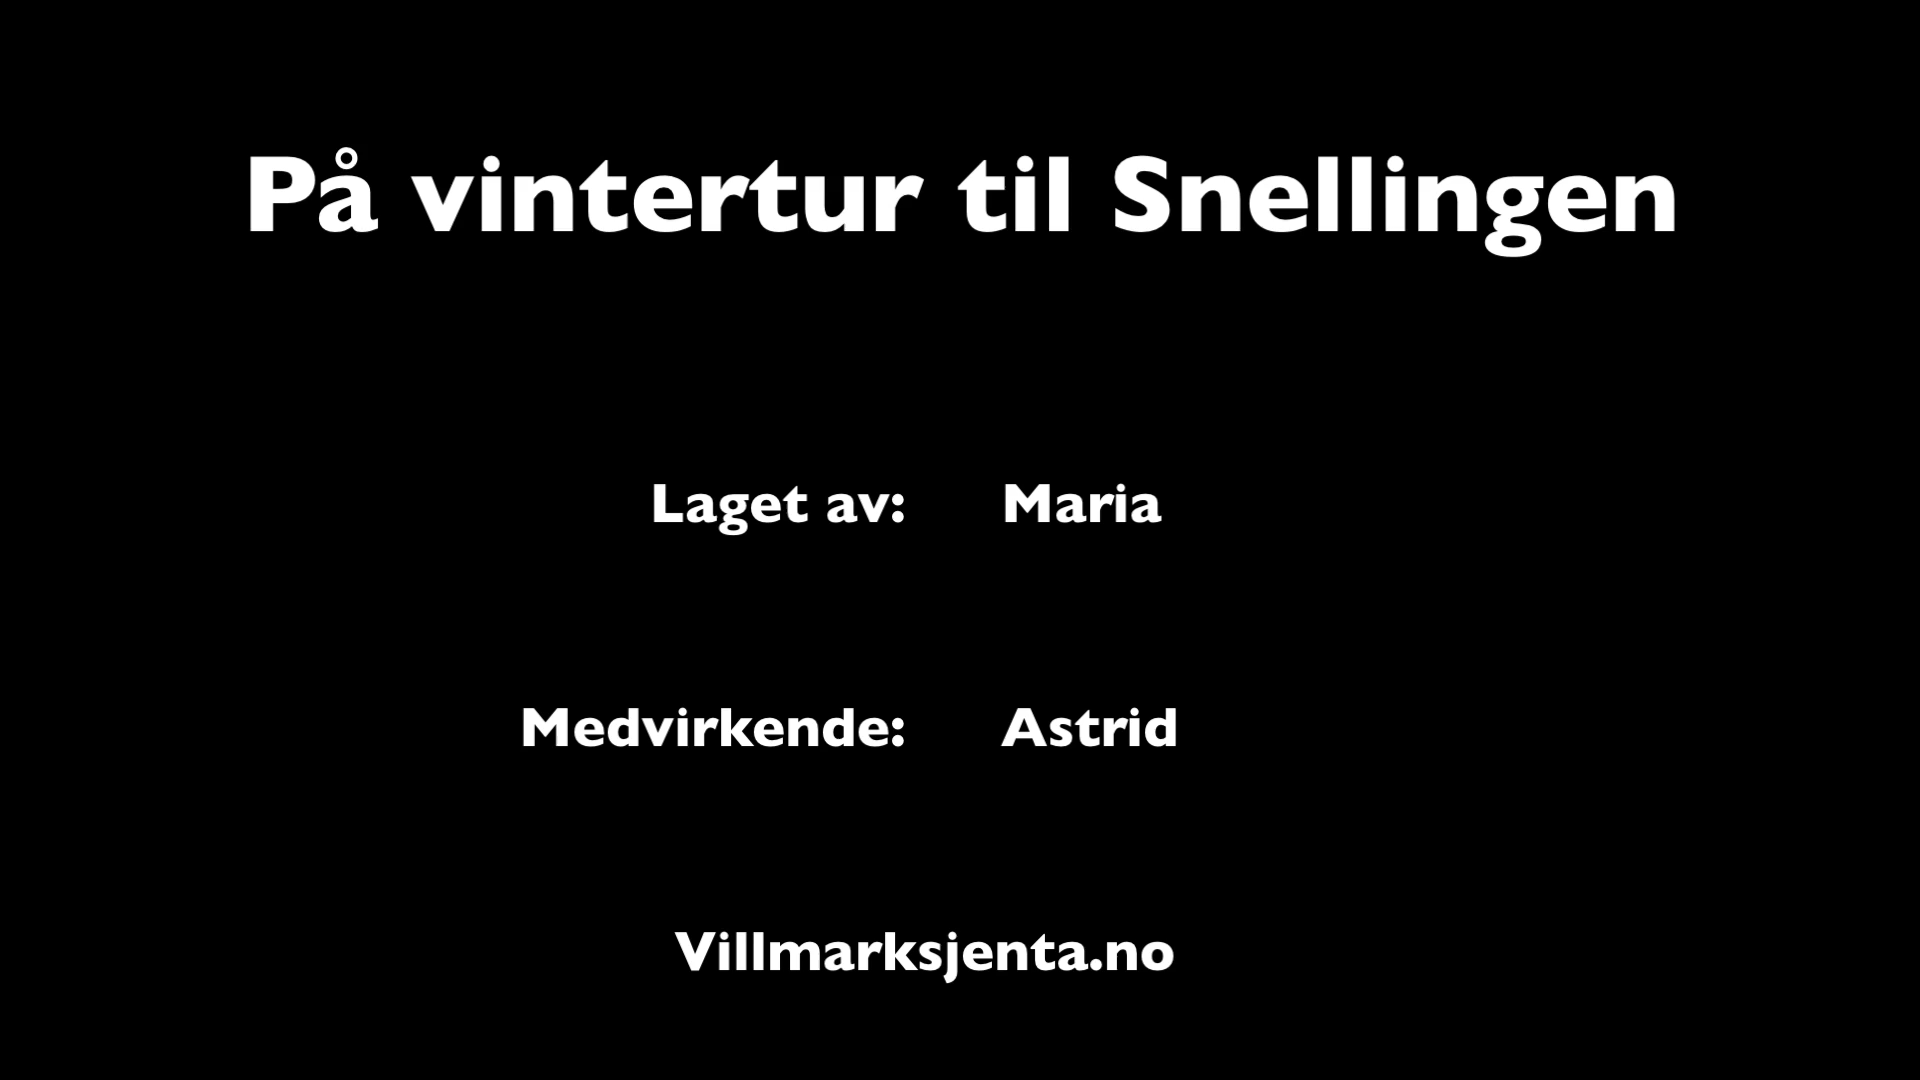 På vintertur til Snellingen
Laget av: Maria
Medvirkende: Astrid
Villmarksjenta.no